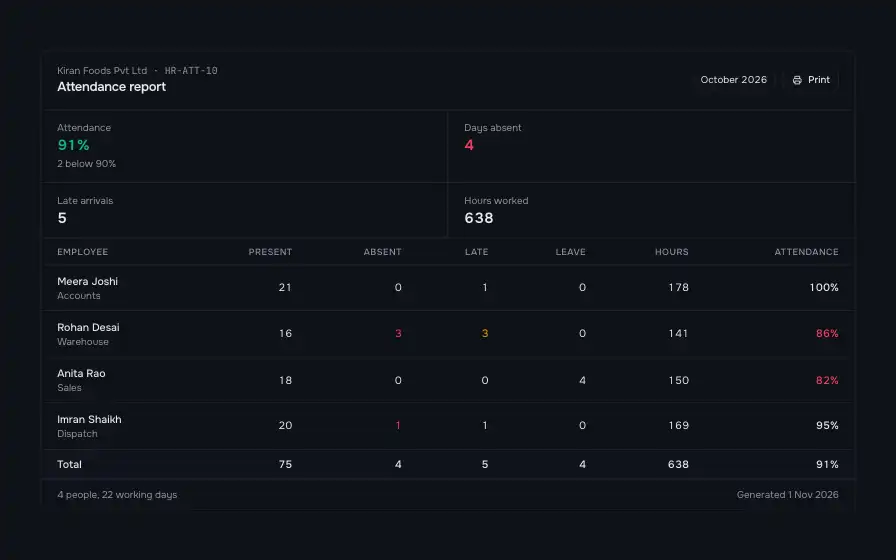 Kiran Foods Pvt Ltd · HR-ATT-10
Attendance report
October 2026 Print
Attendance
91%
2 below 90%
Days absent
4
Late arrivals
5
Hours worked
638
EMPLOYEE PRESENT ABSENT LATE LEAVE HOURS ATTENDANCE
Meera Joshi
Accounts
21 0 1 0 178 100%
Rohan Desai
Warehouse
16 3 3 0 141 86%
Anita Rao
Sales
18 0 0 4 150 82%
Imran Shaikh
Dispatch
20 1 1 0 169 95%
Total 75 4 5 4 638 91%
4 people, 22 working days
Generated 1 Nov 2026